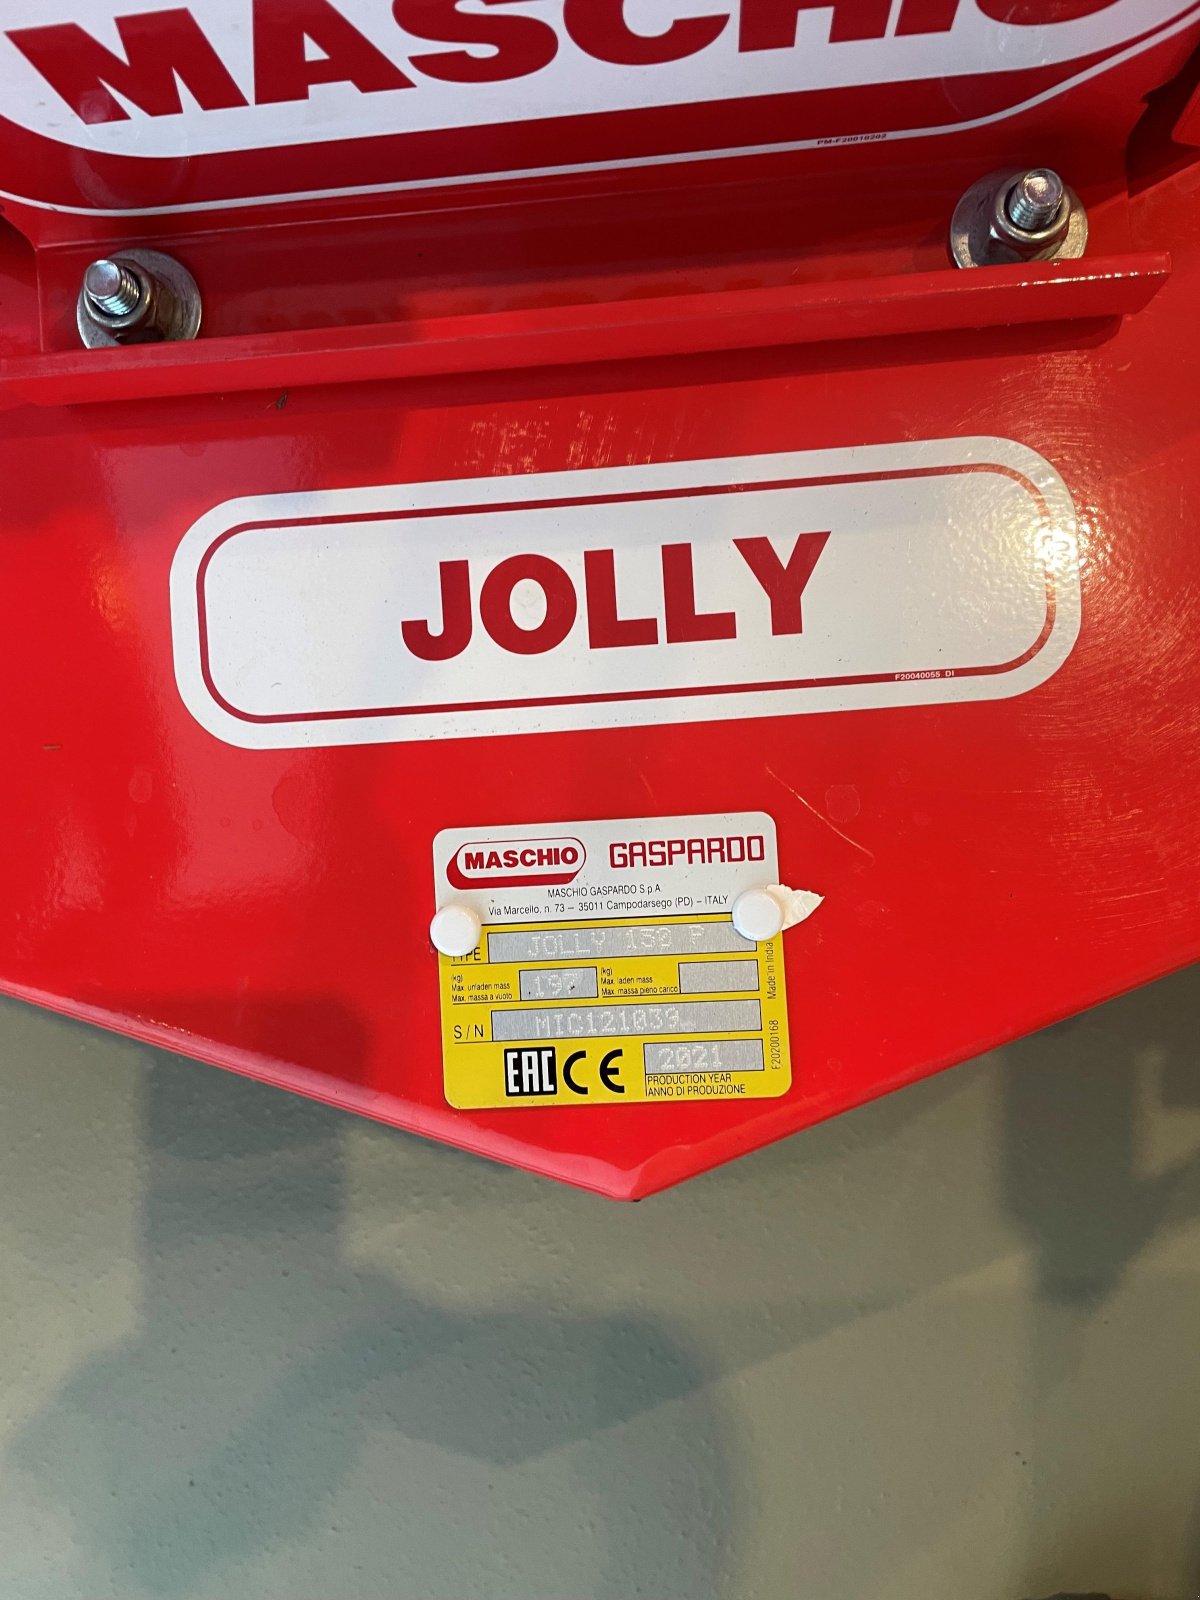 MASCHIO
PM-F20010202
JOLLY
F20040055 DI
MASCHIO GASPARDO
MASCHIO GASPARDO S.p.A.
Via Marcello, n. 73 – 35011 Campodarsego (PD) – ITALY
TYPE JOLLY 150 P
(kg)
Max. unladen mass
Max. massa a vuoto
197
(kg)
Max. laden mass
Max. massa pieno carico
S/N MIC121039
EAC CE
2021
PRODUCTION YEAR
ANNO DI PRODUZIONE
Made in India
F20200168